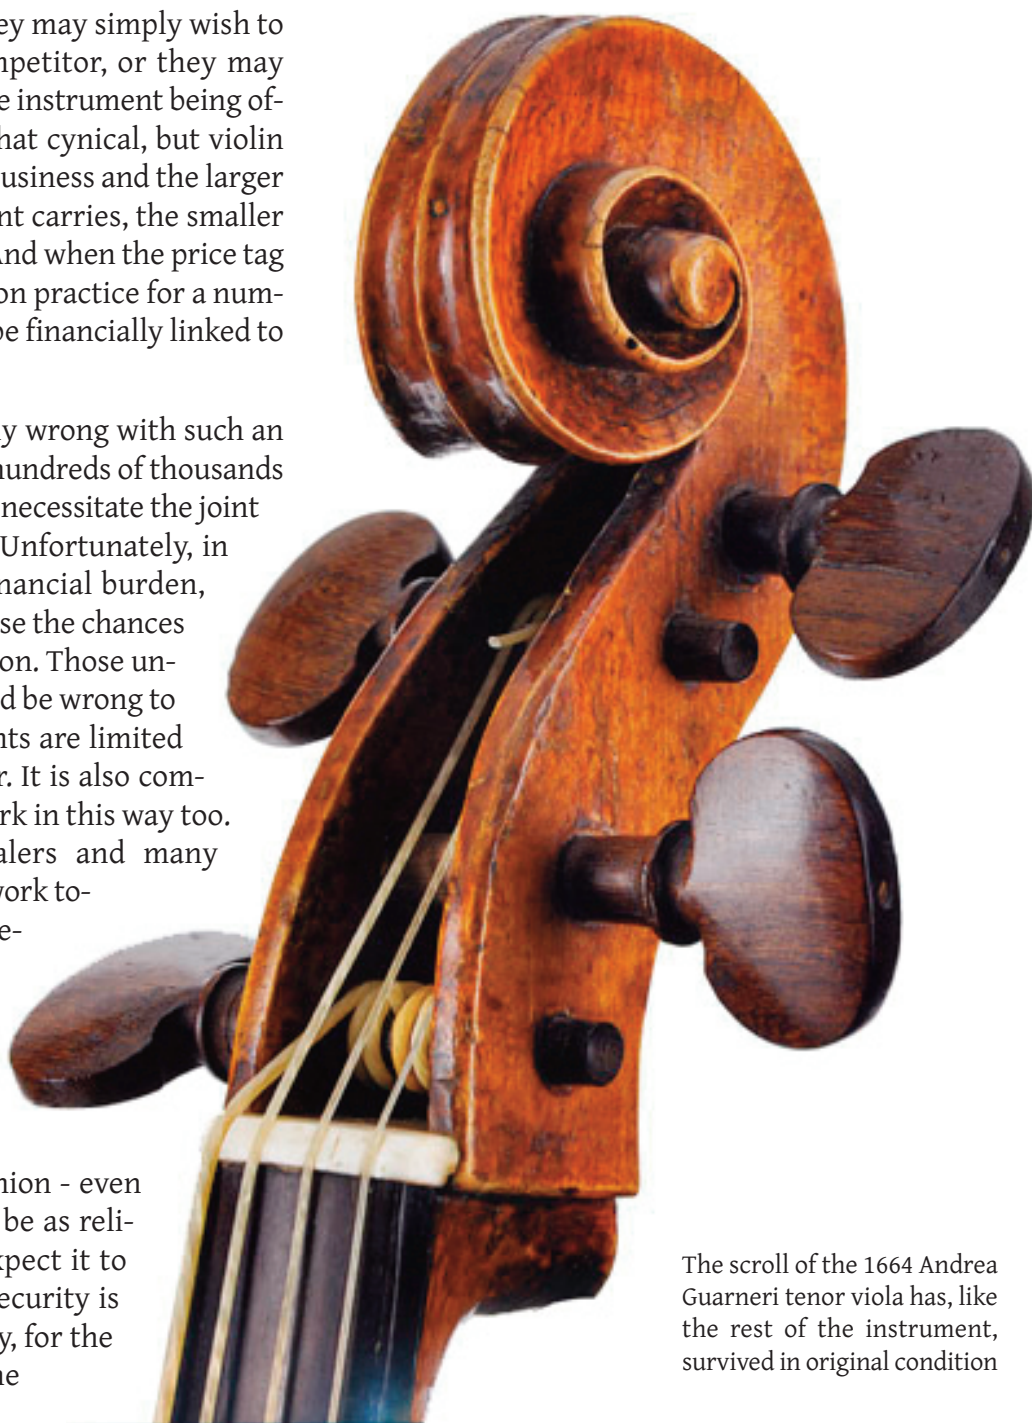 ey may simply wish to
mpetitor, or they may
e instrument being of-
hat cynical, but violin
usiness and the larger
nt carries, the smaller
And when the price tag
on practice for a num-
be financially linked to
ly wrong with such an
hundreds of thousands
necessitate the joint
Unfortunately, in
nancial burden,
se the chances
on. Those un-
d be wrong to
nts are limited
r. It is also com-
rk in this way too.
alers and many
work to-
e-
nion - even
be as reli-
xpect it to
ecurity is
y, for the
ne
The scroll of the 1664 Andrea
Guarneri tenor viola has, like
the rest of the instrument,
survived in original condition